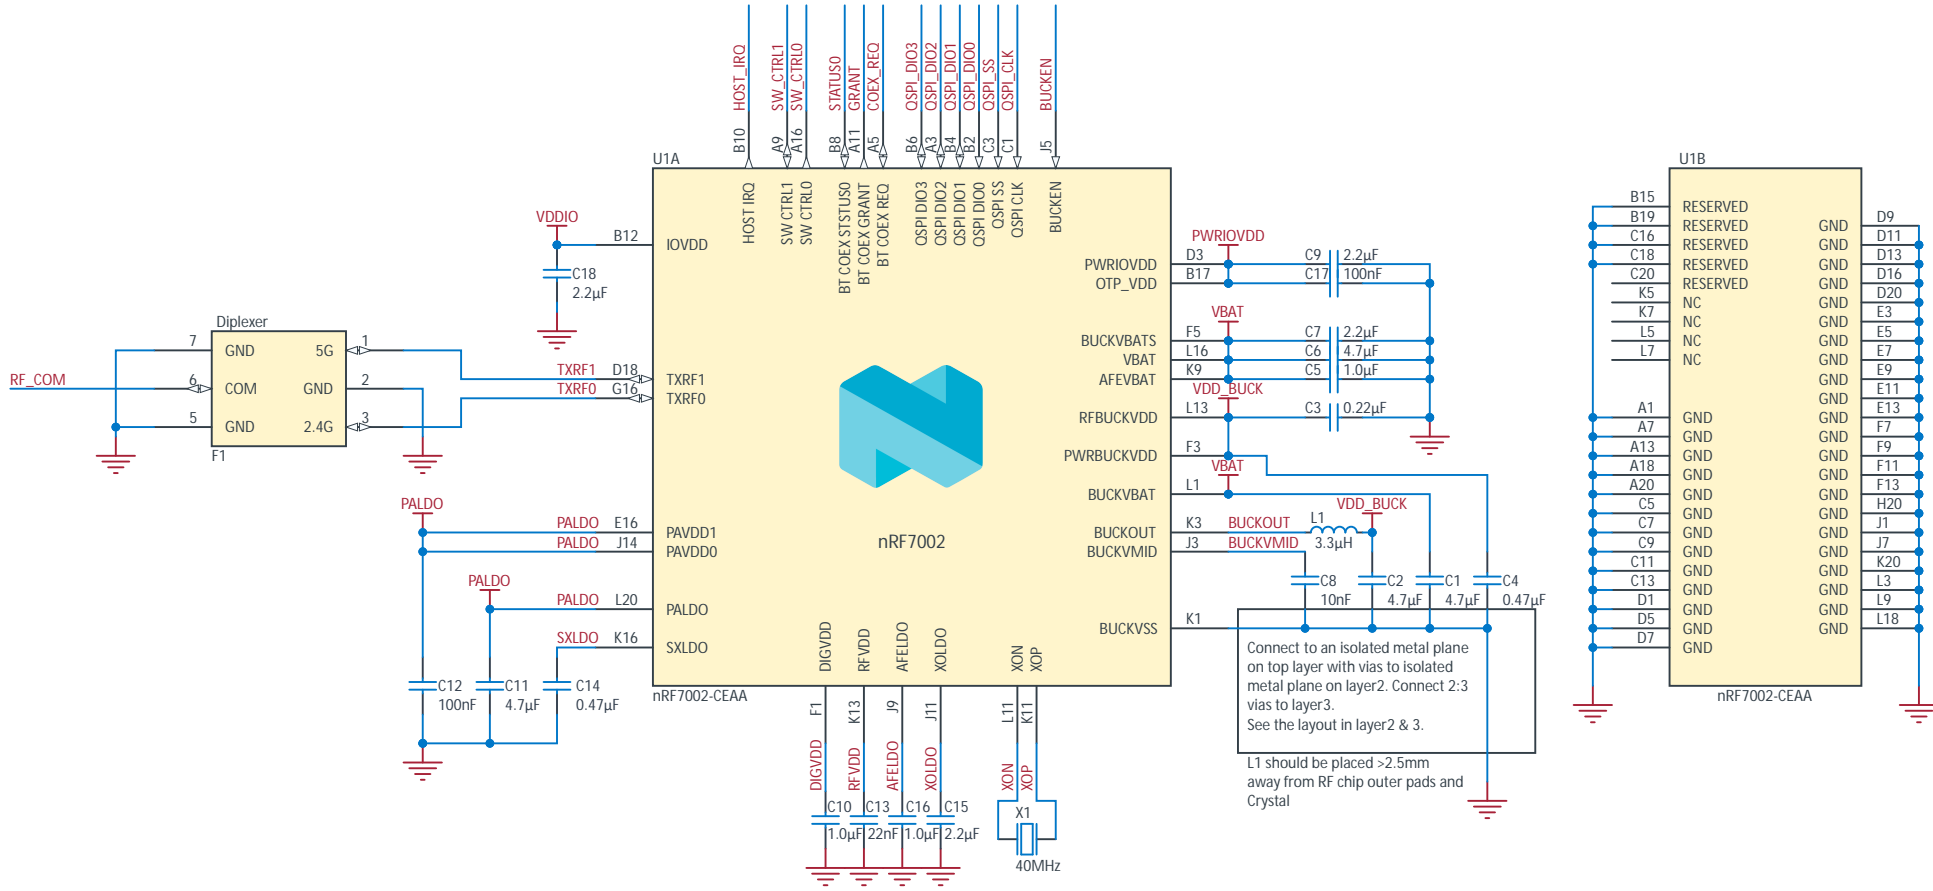 HOST_IRQ
SW_CTRL1
SW_CTRL0
STATUS0
GRANT
COEX_REQ
QSPI_DIO3
QSPI_DIO2
QSPI_DIO1
QSPI_DIO0
QSPI_SS
QSPI_CLK
BUCKEN
B10
A9
A16
B8
A11
A5
B6
A3
B4
B2
C3
C1
J5
U1A
HOST IRQ
SW CTRL1
SW CTRL0
BT COEX STSTUS0
BT COEX GRANT
BT COEX REQ
QSPI DIO3
QSPI DIO2
QSPI DIO1
QSPI DIO0
QSPI SS
QSPI CLK
BUCKEN
VDDIO
B12
IOVDD
C18
2.2µF
Diplexer
7
GND
5G
1
RF_COM
6
COM
GND
2
5
GND
2.4G
3
F1
TXRF1
D18
TXRF1
TXRF0
G16
TXRF0
PALDO
PALDO
E16
PAVDD1
PALDO
J14
PAVDD0
PALDO
PALDO
L20
PALDO
SXLDO
K16
SXLDO
C12
100nF
C11
4.7µF
C14
0.47µF
nRF7002
nRF7002-CEAA
DIGVDD
RFVDD
AFELDO
XOLDO
XON
XOP
F1
K13
J9
J11
L11
K11
DIGVDD
RFVDD
AFELDO
XOLDO
XON
XOP
C10
1.0µF
C13
22nF
C16
1.0µF
C15
2.2µF
X1
40MHz
PWRIOVDD
PWRIOVDD
D3
C9
2.2µF
OTP_VDD
B17
C17
100nF
VBAT
BUCKVBATS
F5
C7
2.2µF
VBAT
L16
C6
4.7µF
AFEVBAT
K9
C5
1.0µF
VDD_BUCK
RFBUCKVDD
L13
C3
0.22µF
PWRBUCKVDD
F3
VBAT
BUCKVBAT
L1
VDD_BUCK
BUCKOUT
K3
BUCKOUT
L1
3.3µH
BUCKVMID
J3
BUCKVMID
C8
10nF
C2
4.7µF
C1
4.7µF
C4
0.47µF
BUCKVSS
K1
Connect to an isolated metal plane
on top layer with vias to isolated
metal plane on layer2. Connect 2:3
vias to layer3.
See the layout in layer2 & 3.
L1 should be placed >2.5mm
away from RF chip outer pads and
Crystal
U1B
B15 RESERVED
B19 RESERVED
C16 RESERVED
C18 RESERVED
C20 RESERVED
K5 NC
K7 NC
L5 NC
L7 NC
A1 GND
A7 GND
A13 GND
A18 GND
A20 GND
C5 GND
C7 GND
C9 GND
C11 GND
C13 GND
D1 GND
D5 GND
D7 GND
GND D9
GND D11
GND D13
GND D16
GND D20
GND E3
GND E5
GND E7
GND E9
GND E11
GND E13
GND F7
GND F9
GND F11
GND F13
GND H20
GND J1
GND J7
GND K20
GND L3
GND L9
GND L18
nRF7002-CEAA